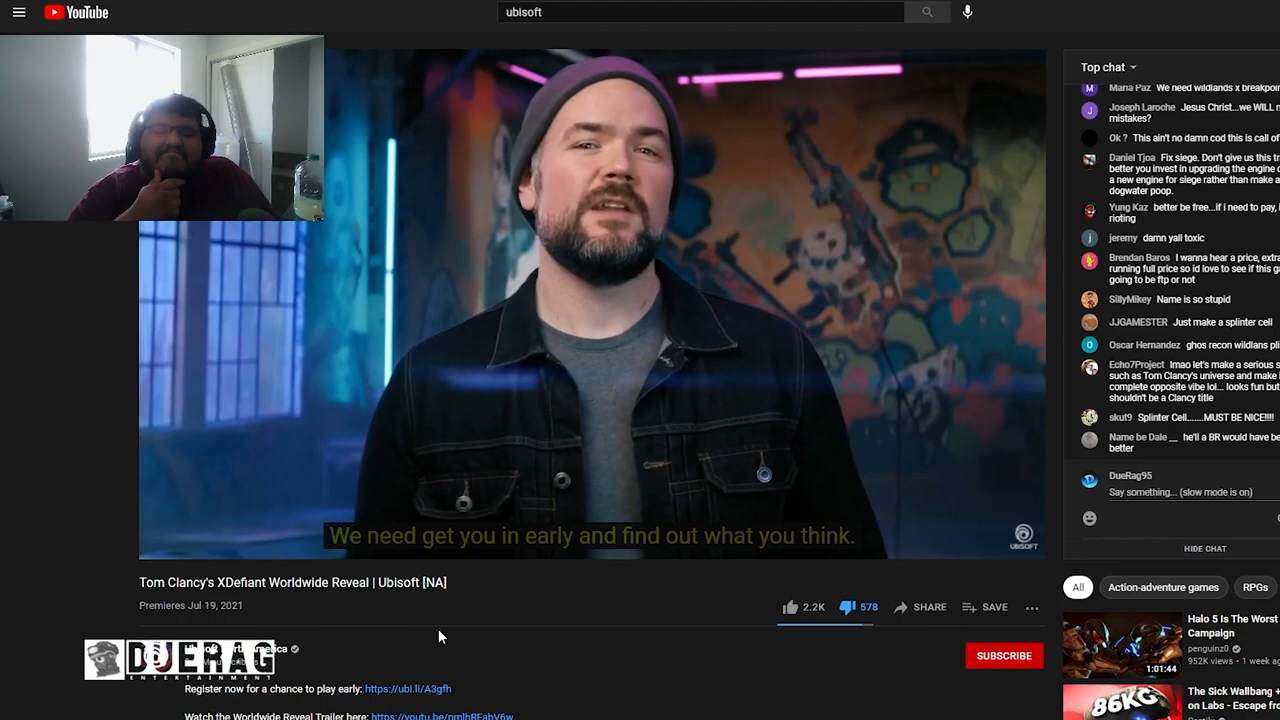 YouTube
ubisoft
Top chat
Maria Paz We need wildlands x breakpoin
Joseph Laroche Jesus Christ...we WILL m
mistakes?
Ok ? This ain't no damn cod this is call of
Daniel Tjoa Fix siege. Don't give us this tr
better you invest in upgrading the engine o
a new engine for siege rather than make a
dogwater poop.
Yung Kaz better be free...if i need to pay, i
rioting
jeremy damn yall toxic
Brendan Baros I wanna hear a price, extra
running full price so id love to see if this ga
going to be ftp or not
SillyMikey Name is so stupid
JJGAMESTER Just make a splinter cell
Oscar Hernandez ghos recon wildlans pli
Echo7Project lmao let's make a serious s
such as Tom Clancy's universe and make i
complete opposite vibe lol... looks fun but
shouldn't be a Clancy title
skut9 Splinter Cell.......MUST BE NICE!!!!
Name be Dale __ he'll a BR would have be
better
DueRag95
Say something... (slow mode is on)
HIDE CHAT
We need get you in early and find out what you think.
UBISOFT
Tom Clancy's XDefiant Worldwide Reveal | Ubisoft [NA]
Premieres Jul 19, 2021
2.2K 578 SHARE SAVE
All Action-adventure games RPGs
DUERAG
ENTERTAINMENT
SUBSCRIBE
Register now for a chance to play early: https://ubi.li/A3gfh
Watch the Worldwide Reveal Trailer here: https://youtu.be/nmlhREabV6w
Halo 5 Is The Worst
Campaign
penguinz0
952K views • 1 week ag
1:01:44
86KG
The Sick Wallbang +
on Labs - Escape fro